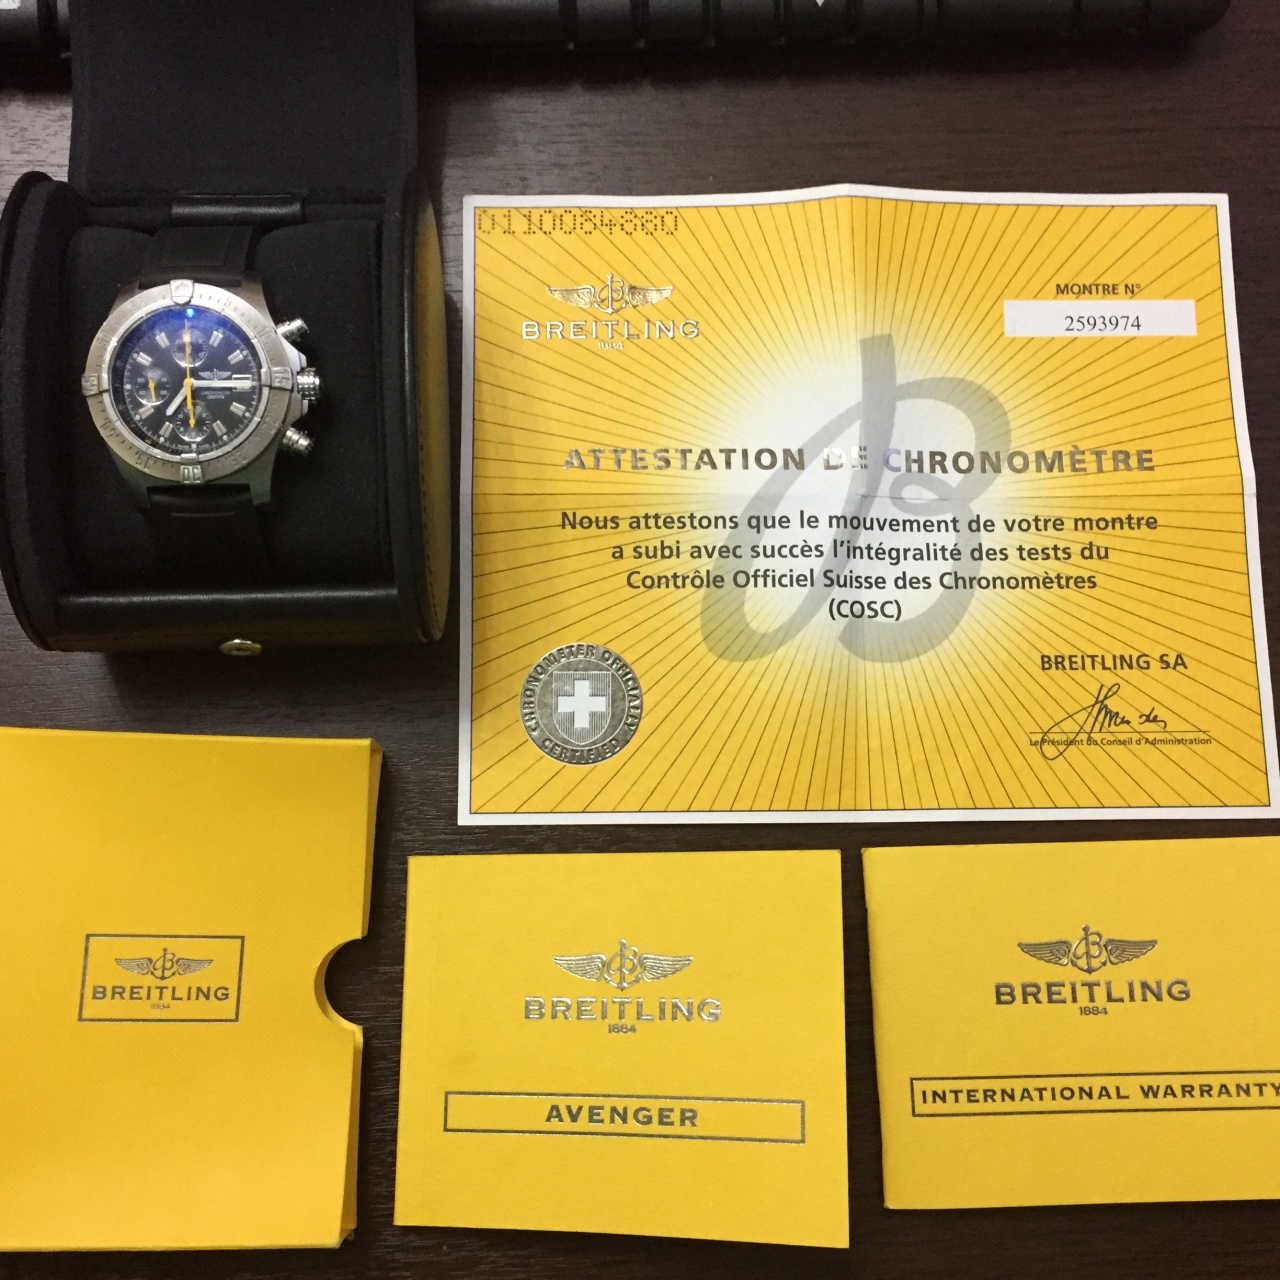 0110084880
BREITLING
1884
MONTRE N°
2593974
ATTESTATION DE CHRONOMÈTRE
Nous attestons que le mouvement de votre montre
a subi avec succès l'intégralité des tests du
Contrôle Officiel Suisse des Chronomètres
(COSC)
CHRONOMETER OFFICIALLY
CERTIFIED
BREITLING SA
Le Président du Conseil d'Administration
BREITLING
1884
BREITLING
1884
AVENGER
BREITLING
1884
INTERNATIONAL WARRANTY